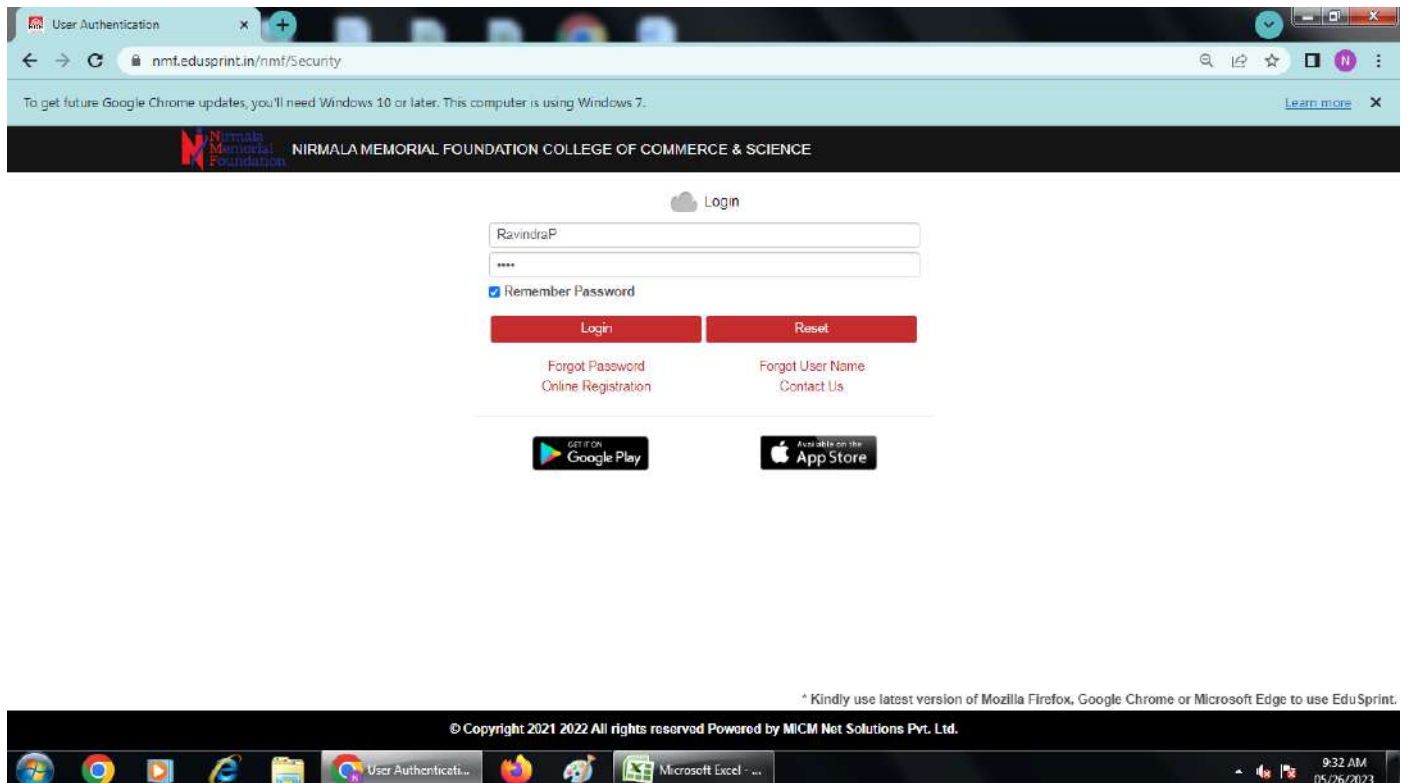 User Authentication
nmf.edusprint.in/nmf/Security
N
To get future Google Chrome updates, you'll need Windows 10 or later. This computer is using Windows 7.
Learn more
Nirmala
Memorial
Foundation
NIRMALA MEMORIAL FOUNDATION COLLEGE OF COMMERCE & SCIENCE
Login
RavindraP
••••
Remember Password
Login Reset
Forgot Password Forgot User Name
Online Registration Contact Us
GET IT ON Available on the
Google Play App Store
* Kindly use latest version of Mozilla Firefox, Google Chrome or Microsoft Edge to use EduSprint.
© Copyright 2021 2022 All rights reserved Powered by MICM Net Solutions Pvt. Ltd.
User Authenticati... Microsoft Excel - ... 9:32 AM
05/26/2023